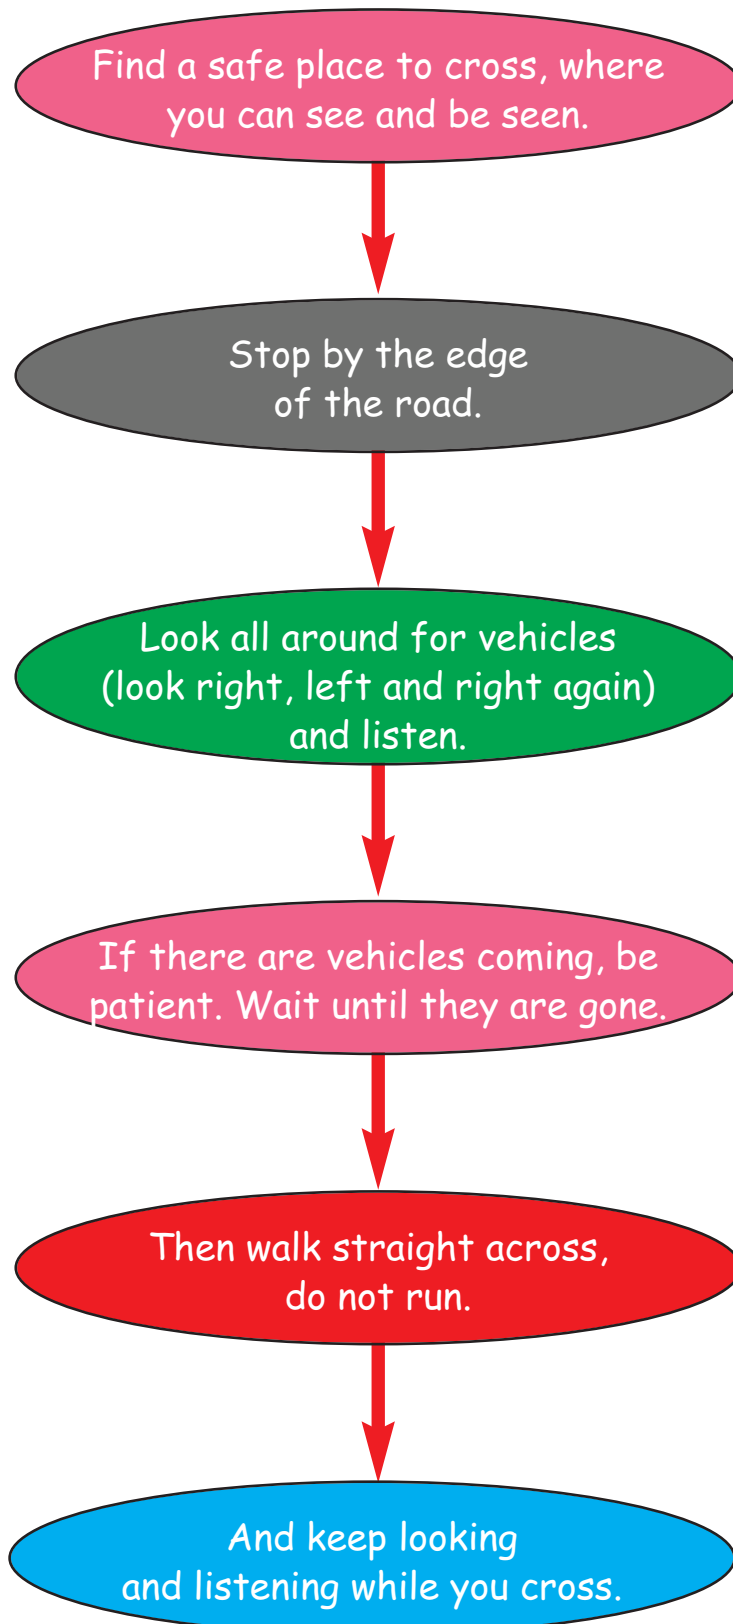 Find a safe place to cross, where
you can see and be seen.
Stop by the edge
of the road.
Look all around for vehicles
(look right, left and right again)
and listen.
If there are vehicles coming, be
patient. Wait until they are gone.
Then walk straight across,
do not run.
And keep looking
and listening while you cross.